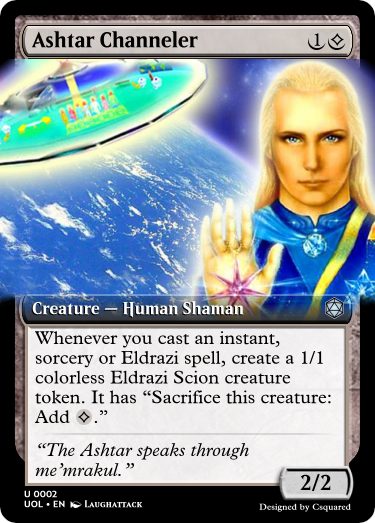 Ashtar Channeler 1
Creature — Human Shaman
Whenever you cast an instant,
sorcery or Eldrazi spell, create a 1/1
colorless Eldrazi Scion creature
token. It has “Sacrifice this creature:
Add .”
“The Ashtar speaks through
me’mrakul.”
2/2
U 0002
UOL • EN Laughattack
Designed by Csquared